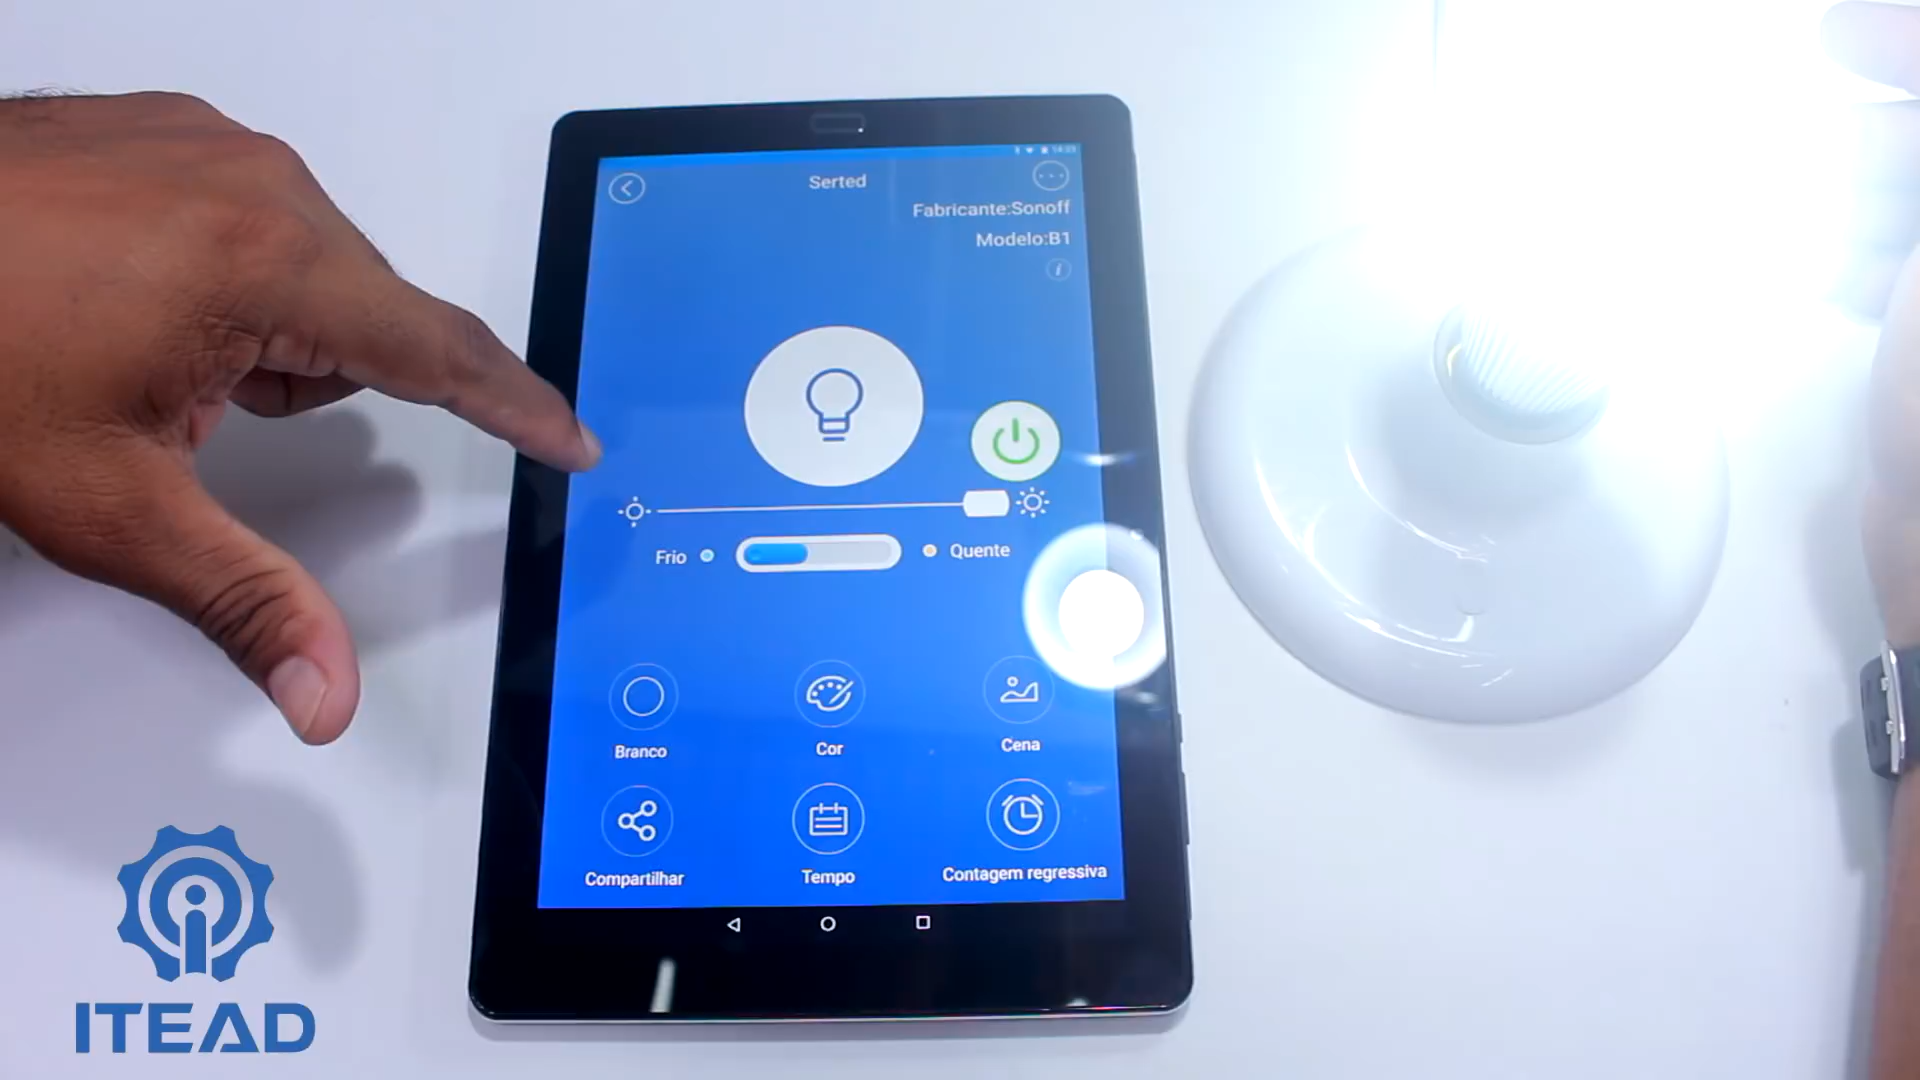 Serted
Fabricante:Sonoff
Modelo:B1
Frio
Quente
Branco
Cor
Cena
Compartilhar
Tempo
Contagem regressiva
ITEAD